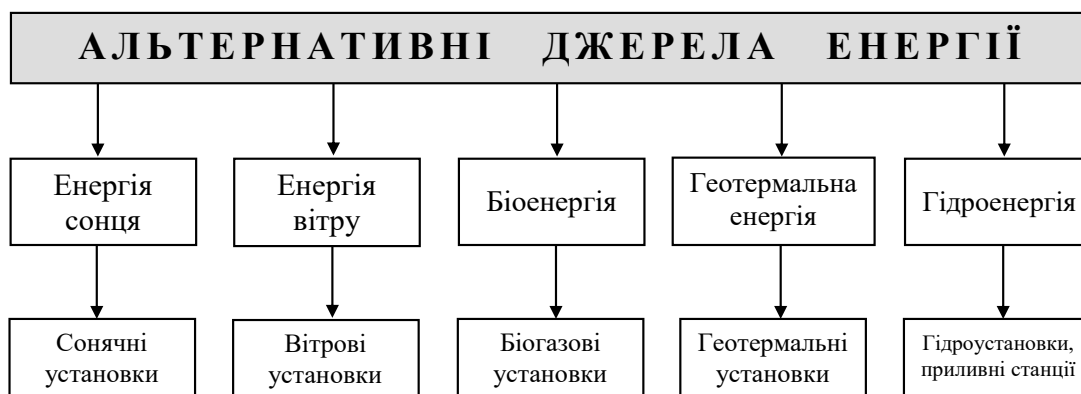 АЛЬТЕРНАТИВНІ ДЖЕРЕЛА ЕНЕРГІЇ
Енергія
сонця
Енергія
вітру
Біоенергія
Геотермальна
енергія
Гідроенергія
Сонячні
установки
Вітрові
установки
Біогазові
установки
Геотермальні
установки
Гідроустановки,
приливні станції